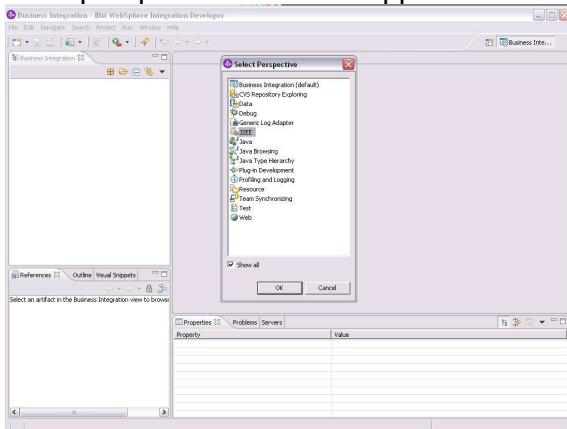 Business Integration - IBM WebSphere Integration Developer
File Edit Navigate Search Project Run Window Help
Business Inte...
Business Integration
Select Perspective
Business Integration (default)
CVS Repository Exploring
Data
Debug
Generic Log Adapter
J2EE
Java
Java Browsing
Java Type Hierarchy
Plug-in Development
Profiling and Logging
Resource
Team Synchronizing
Test
Web
Show all
OK Cancel
References Outline Visual Snippets
Select an artifact in the Business Integration view to browse
Properties Problems Servers
Property Value